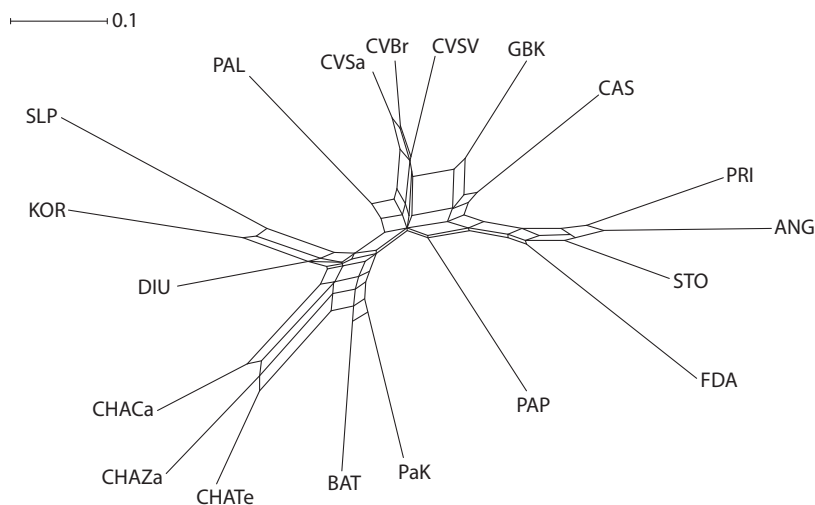 0.1
CVBr
CVSV
GBK
CVSa
PAL
CAS
SLP
PRI
KOR
ANG
DIU
STO
FDA
PAP
CHACa
CHAZa
BAT
PaK
CHATe